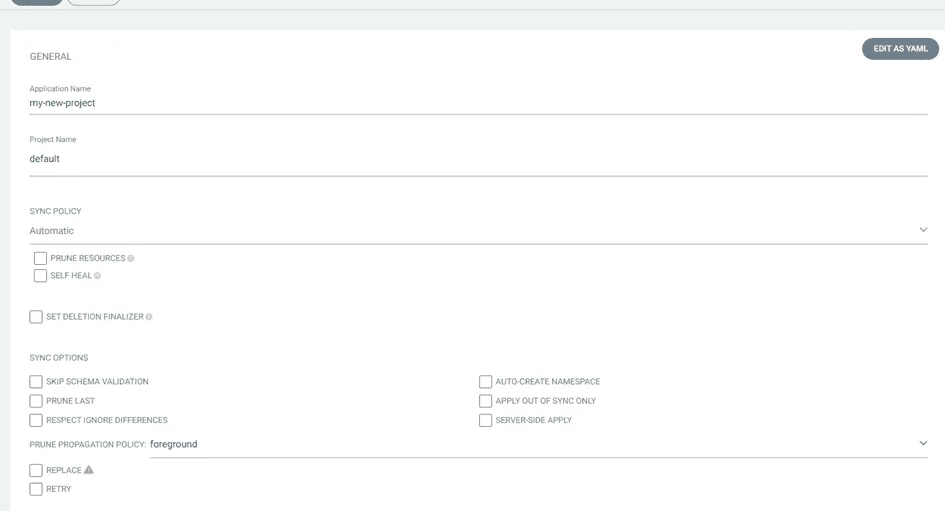 EDIT AS YAML
GENERAL
Application Name
my-new-project
Project Name
default
SYNC POLICY
Automatic
PRUNE RESOURCES
SELF HEAL
SET DELETION FINALIZER
SYNC OPTIONS
SKIP SCHEMA VALIDATION AUTO-CREATE NAMESPACE
PRUNE LAST APPLY OUT OF SYNC ONLY
RESPECT IGNORE DIFFERENCES SERVER-SIDE APPLY
PRUNE PROPAGATION POLICY: foreground
REPLACE
RETRY